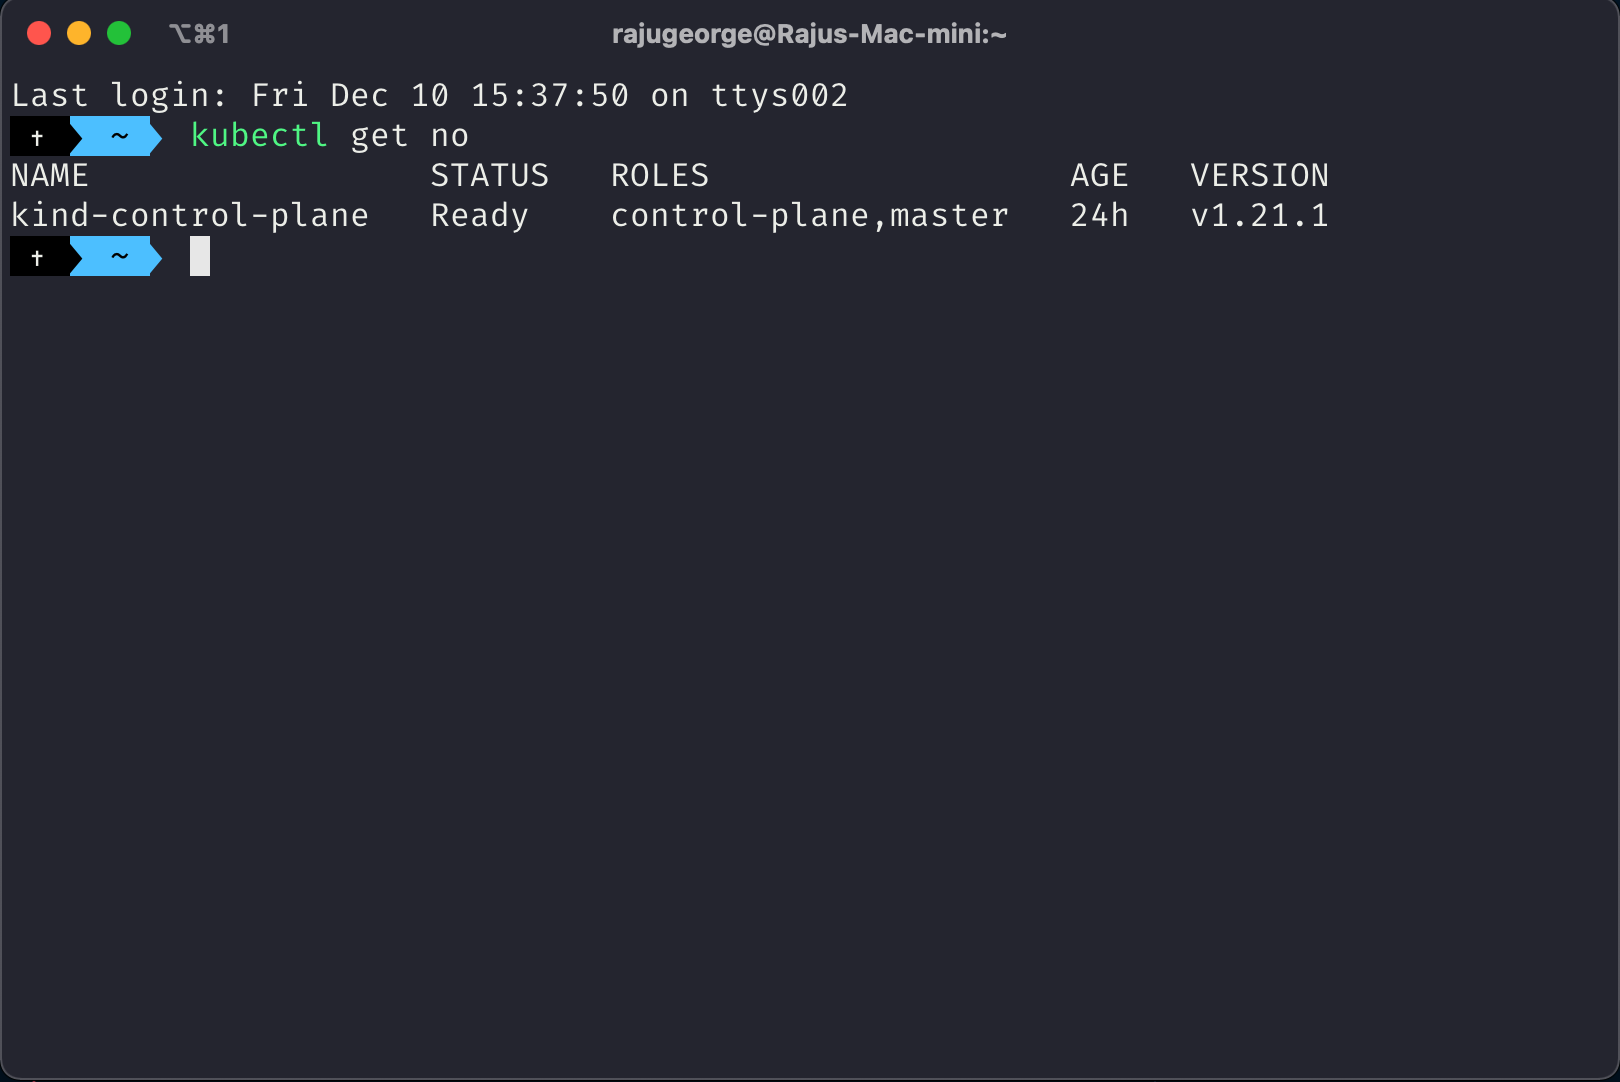 ⌥⌘1 rajugeorge@Rajus-Mac-mini:~
Last login: Fri Dec 10 15:37:50 on ttys002
✝ ~ kubectl get no
NAME STATUS ROLES AGE VERSION
kind-control-plane Ready control-plane,master 24h v1.21.1
✝ ~